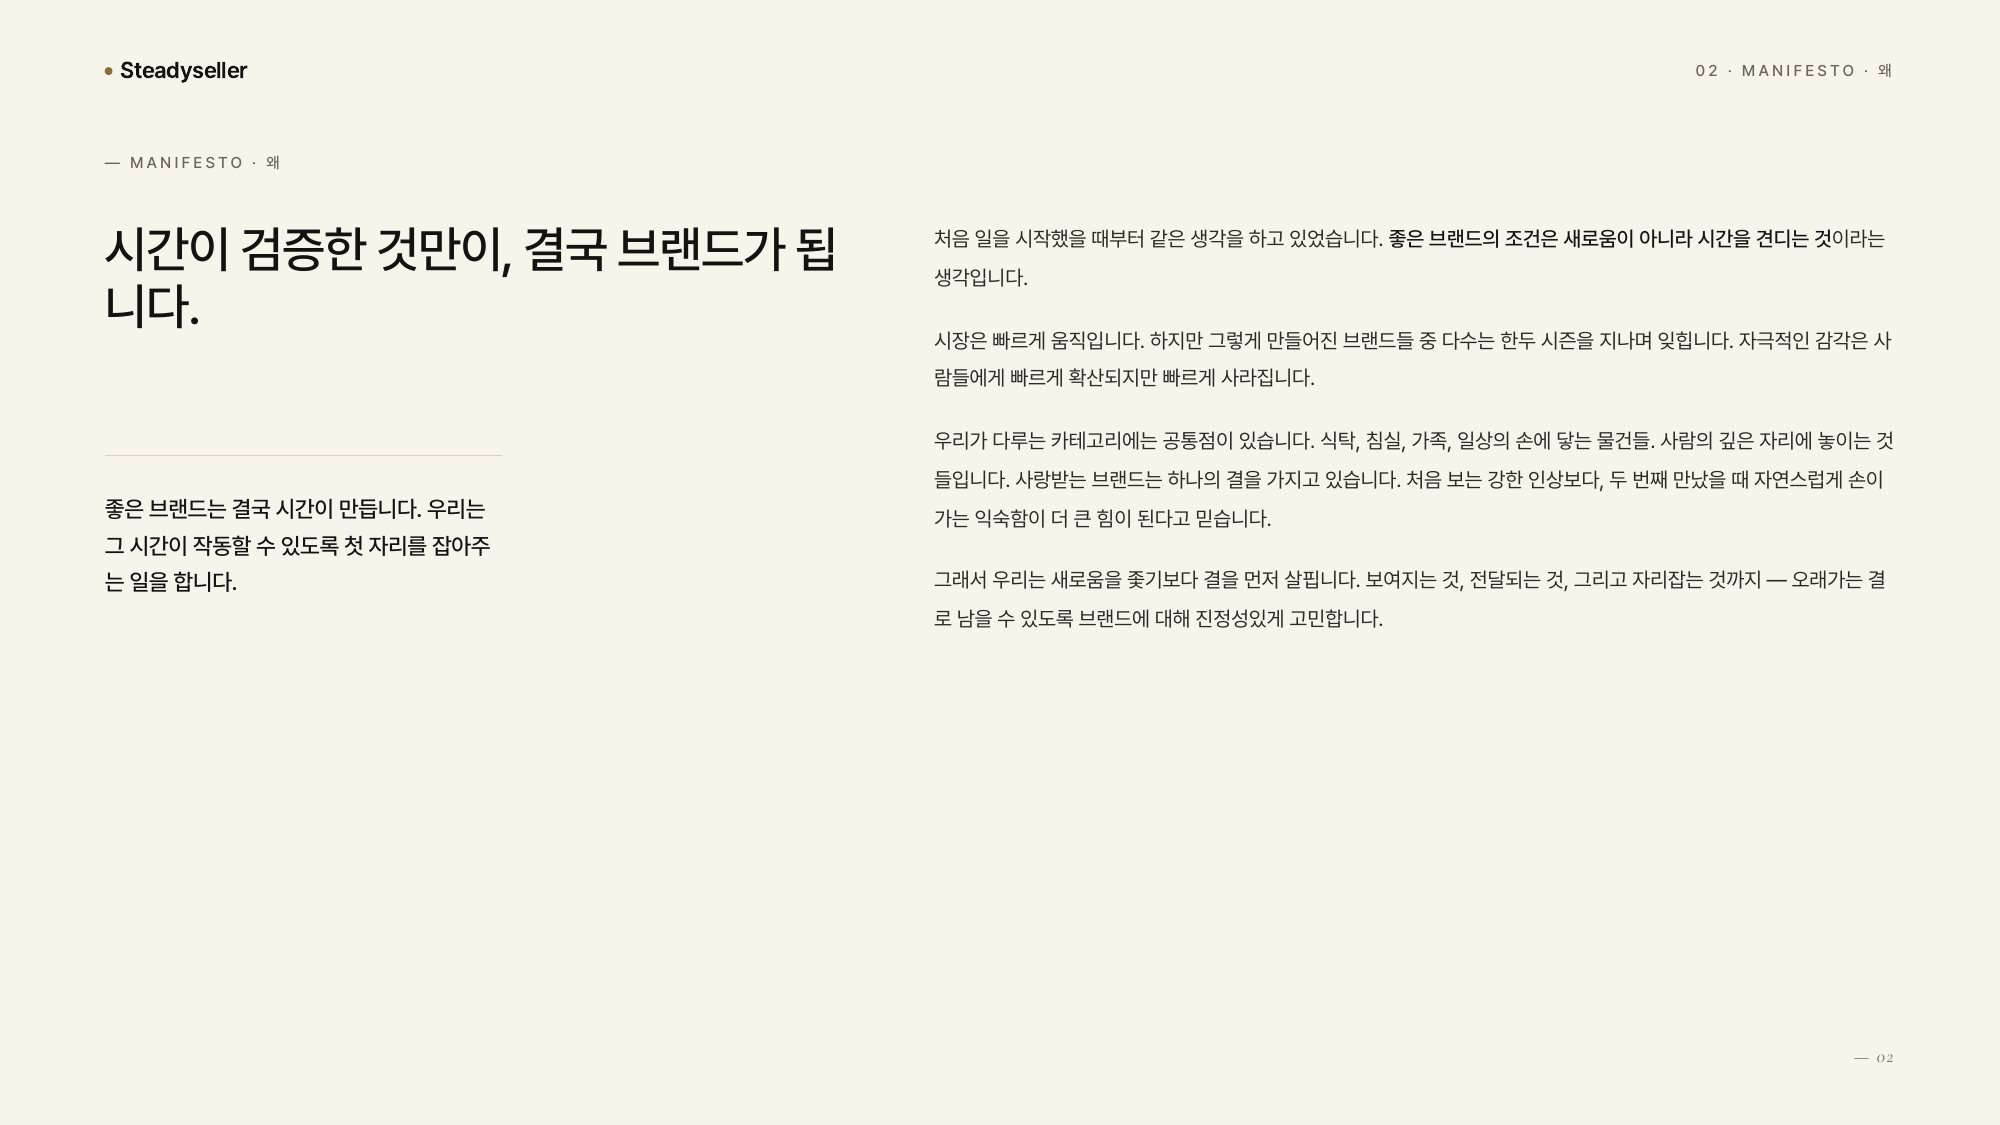 Steadyseller
02 · MANIFESTO · 왜
— MANIFESTO · 왜
시간이 검증한 것만이, 결국 브랜드가 됩
니다.
좋은 브랜드는 결국 시간이 만듭니다. 우리는
그 시간이 작동할 수 있도록 첫 자리를 잡아주
는 일을 합니다.
처음 일을 시작했을 때부터 같은 생각을 하고 있었습니다. 좋은 브랜드의 조건은 새로움이 아니라 시간을 견디는 것이라는
생각입니다.
시장은 빠르게 움직입니다. 하지만 그렇게 만들어진 브랜드들 중 다수는 한두 시즌을 지나며 잊힙니다. 자극적인 감각은 사
람들에게 빠르게 확산되지만 빠르게 사라집니다.
우리가 다루는 카테고리에는 공통점이 있습니다. 식탁, 침실, 가족, 일상의 손에 닿는 물건들. 사람의 깊은 자리에 놓이는 것
들입니다. 사랑받는 브랜드는 하나의 결을 가지고 있습니다. 처음 보는 강한 인상보다, 두 번째 만났을 때 자연스럽게 손이
가는 익숙함이 더 큰 힘이 된다고 믿습니다.
그래서 우리는 새로움을 좇기보다 결을 먼저 살핍니다. 보여지는 것, 전달되는 것, 그리고 자리잡는 것까지 — 오래가는 결
로 남을 수 있도록 브랜드에 대해 진정성있게 고민합니다.
— 02